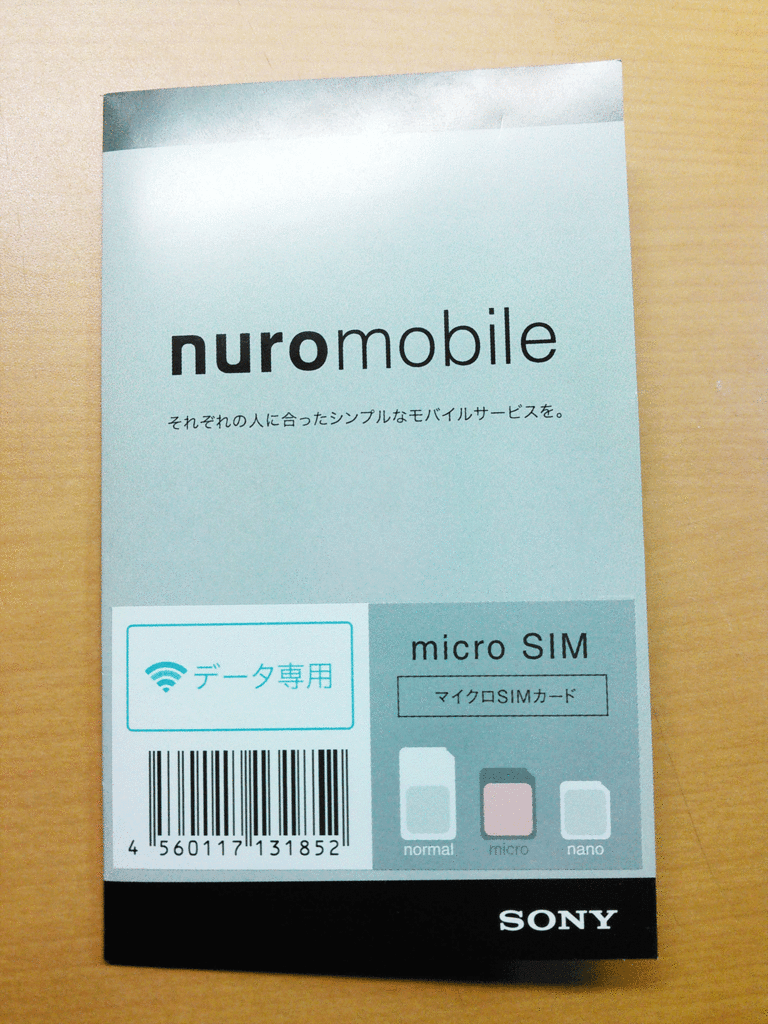 nuromobile
それぞれの人に合ったシンプルなモバイルサービスを。
データ専用
4 560117 131852
micro SIM
マイクロSIMカード
normal micro nano
SONY